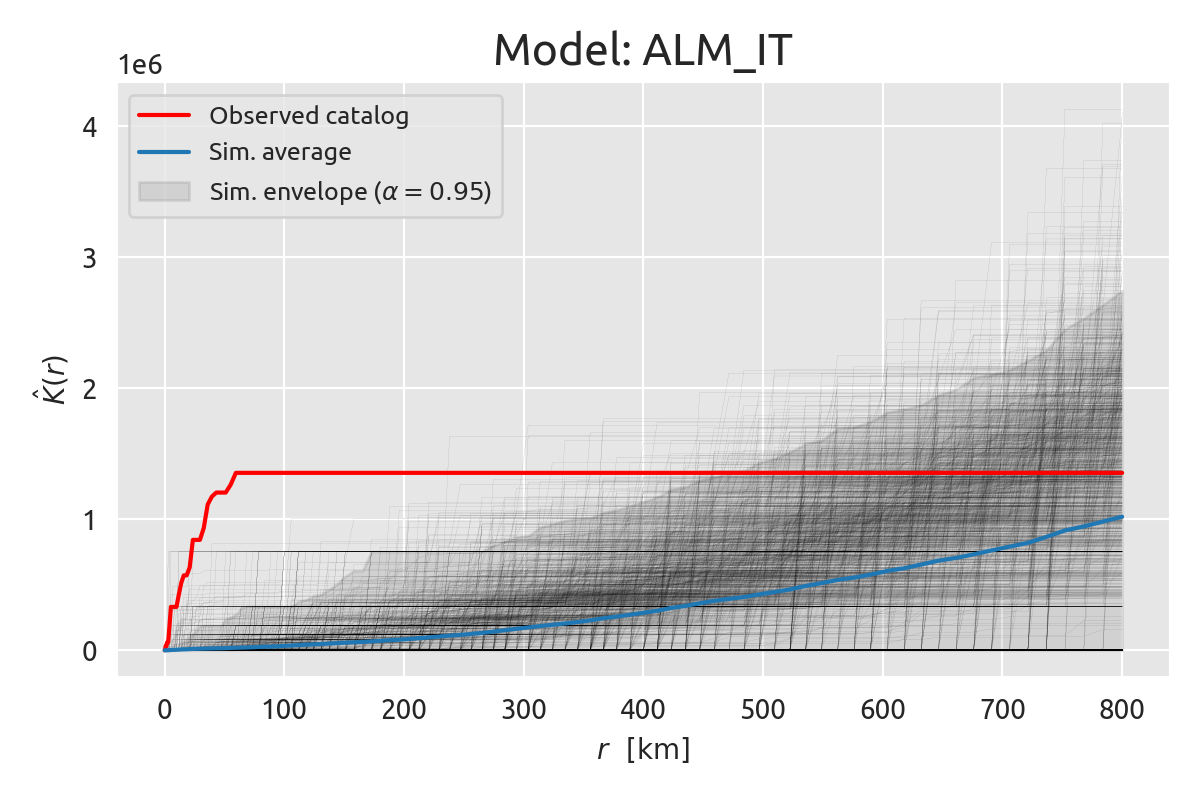 Model: ALM_IT
1e6
Observed catalog
Sim. average
Sim. envelope (α = 0.95)
4
3
2
1
0
K̂(r)
0 100 200 300 400 500 600 700 800
r [km]